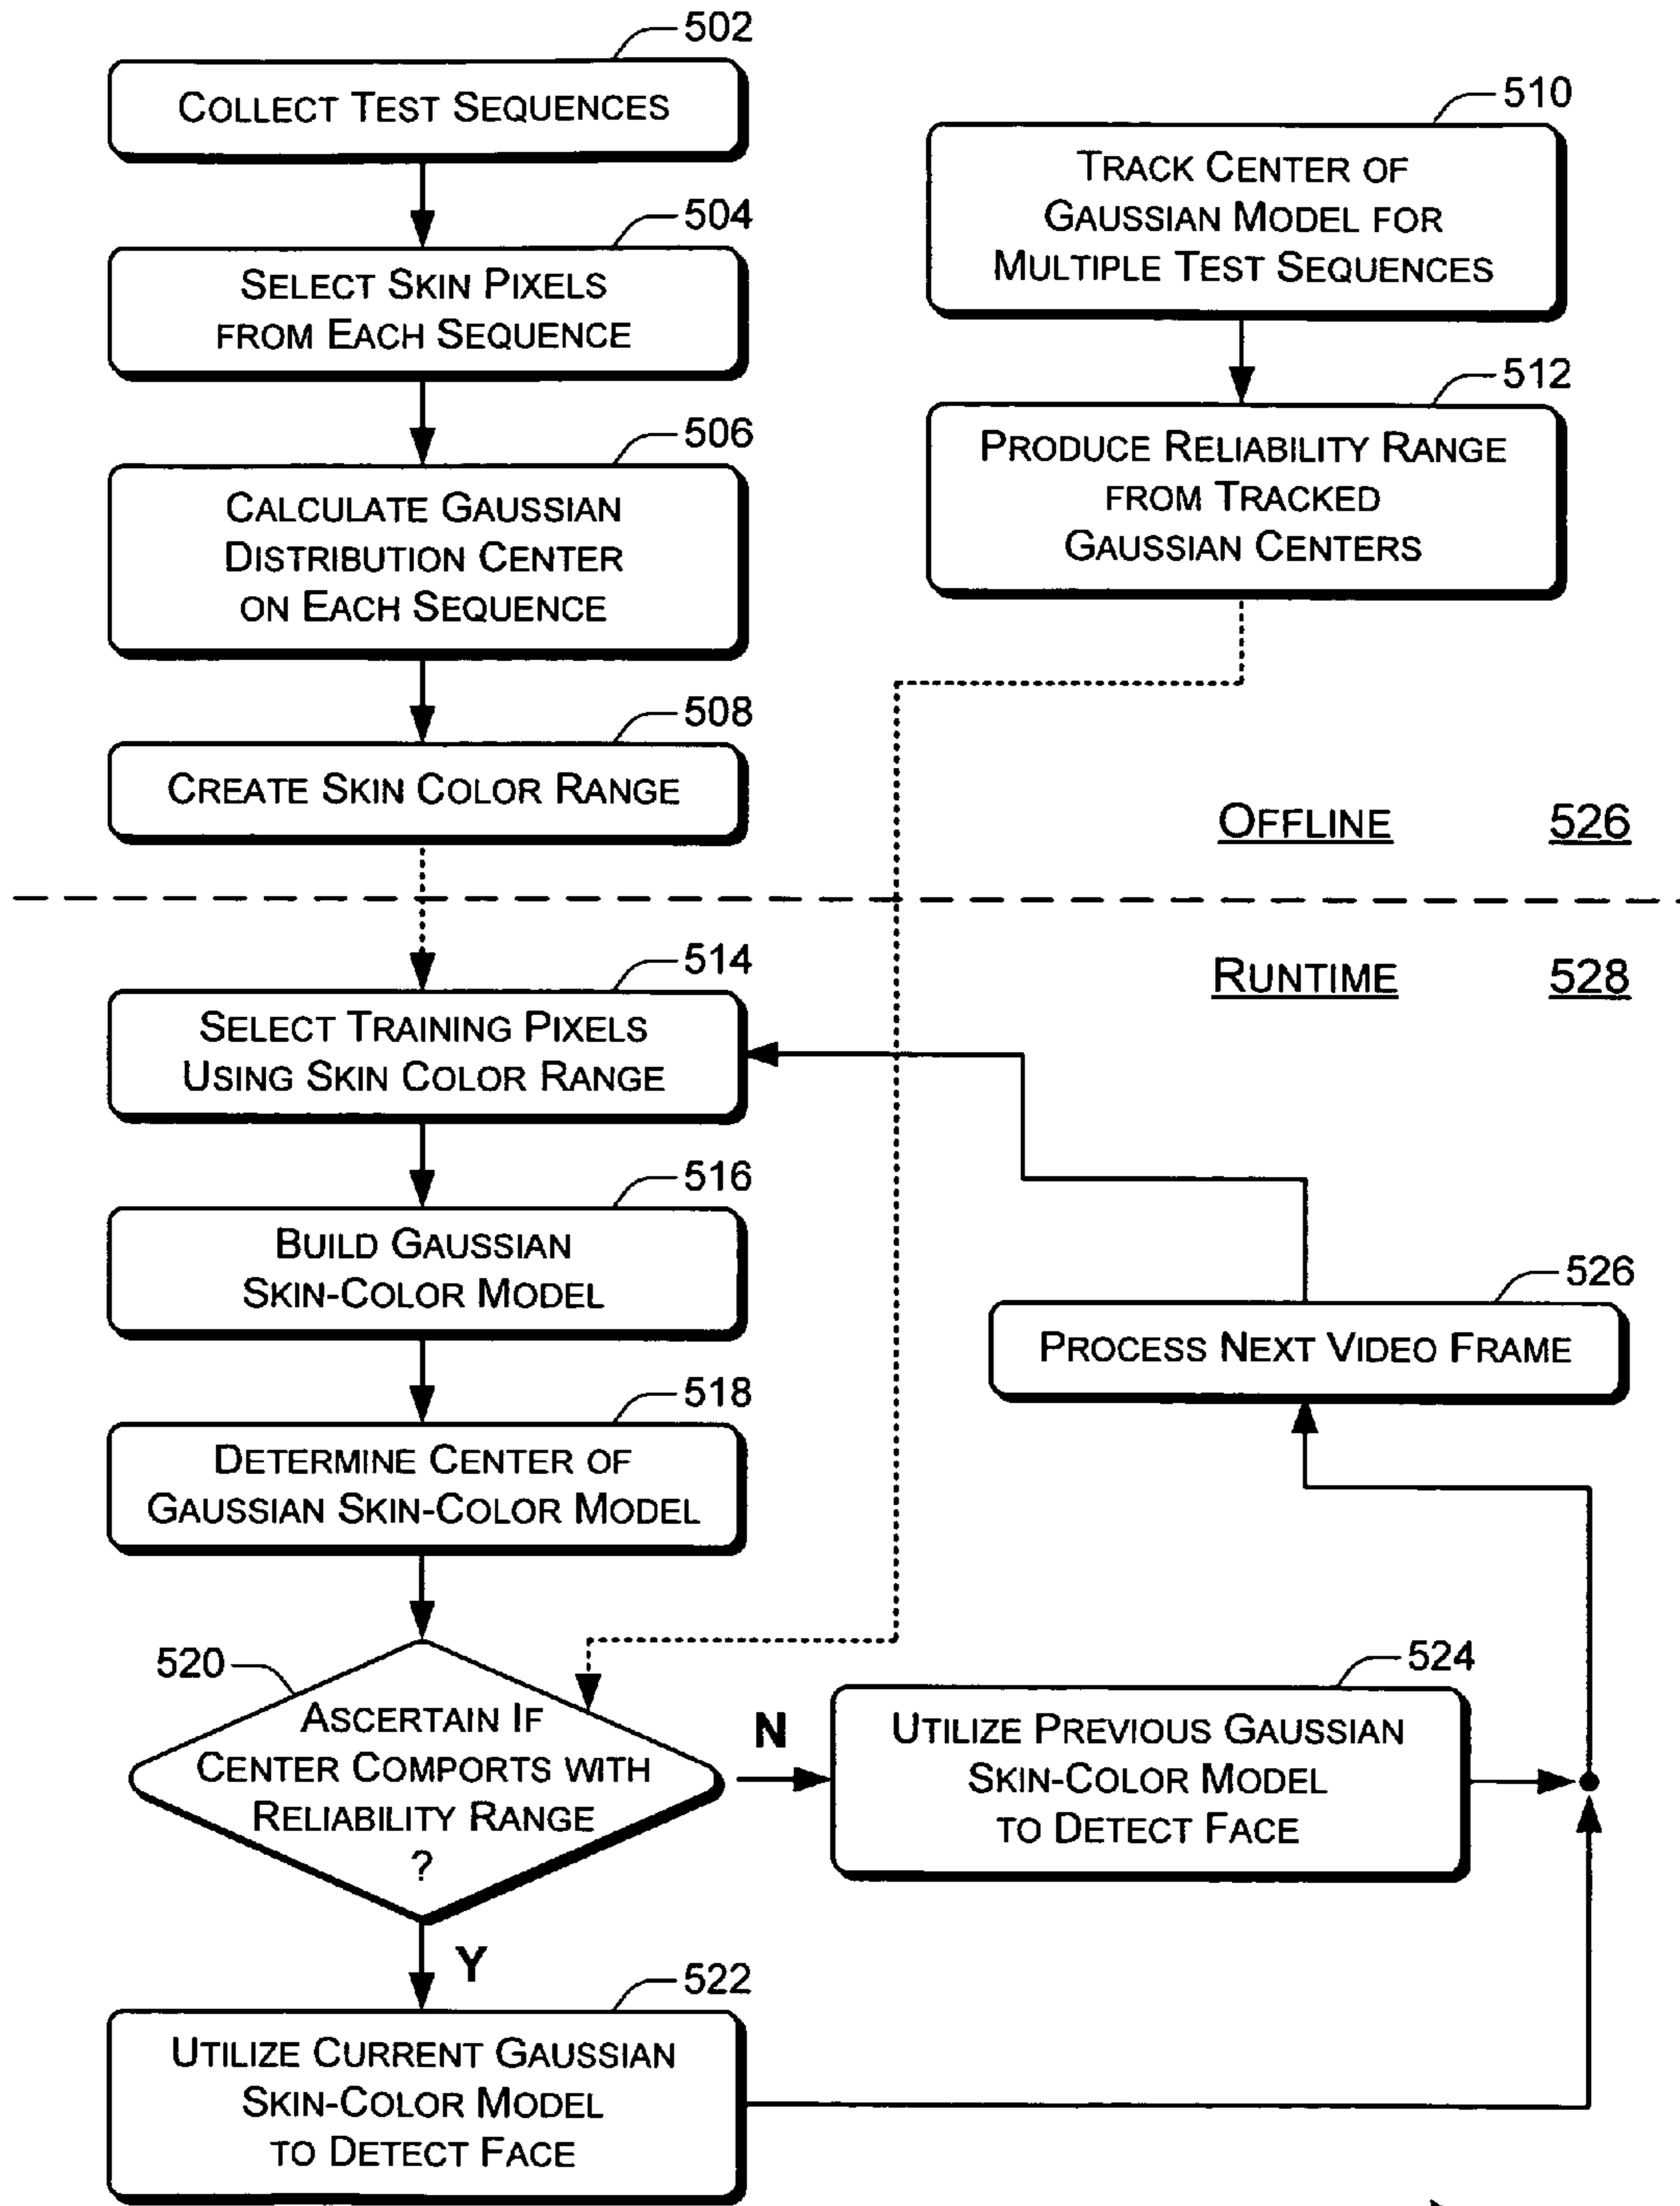 502
COLLECT TEST SEQUENCES
504
SELECT SKIN PIXELS
FROM EACH SEQUENCE
506
CALCULATE GAUSSIAN
DISTRIBUTION CENTER
ON EACH SEQUENCE
508
CREATE SKIN COLOR RANGE
510
TRACK CENTER OF
GAUSSIAN MODEL FOR
MULTIPLE TEST SEQUENCES
512
PRODUCE RELIABILITY RANGE
FROM TRACKED
GAUSSIAN CENTERS
OFFLINE 526
RUNTIME 528
514
SELECT TRAINING PIXELS
USING SKIN COLOR RANGE
516
BUILD GAUSSIAN
SKIN-COLOR MODEL
518
DETERMINE CENTER OF
GAUSSIAN SKIN-COLOR MODEL
520
ASCERTAIN IF
CENTER COMPORTS WITH
RELIABILITY RANGE
?
N
Y
522
UTILIZE CURRENT GAUSSIAN
SKIN-COLOR MODEL
TO DETECT FACE
524
UTILIZE PREVIOUS GAUSSIAN
SKIN-COLOR MODEL
TO DETECT FACE
526
PROCESS NEXT VIDEO FRAME